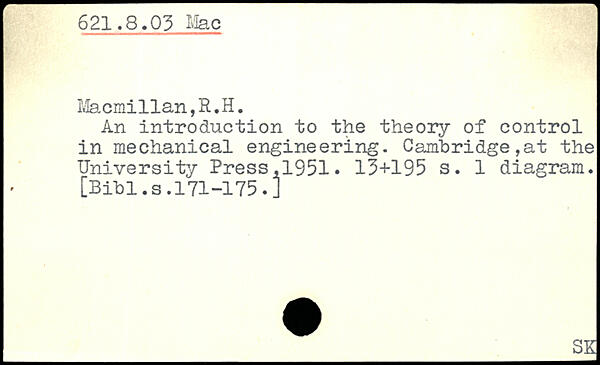 621.8.03 Mac
Macmillan,R.H.
An introduction to the theory of control
in mechanical engineering. Cambridge,at the
University Press,1951. 13+195 s. 1 diagram.
[Bibl.s.171-175.]
SK